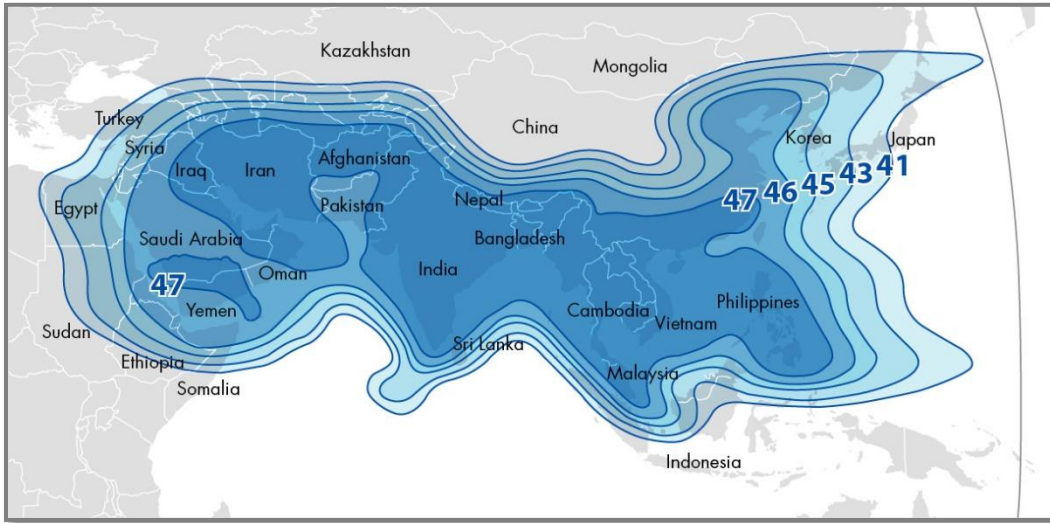 Kazakhstan
Mongolia
Turkey
China
Korea
Japan
Syria
Afghanistan
Iraq
Iran
47 46 45 43 41
Egypt
Pakistan
Nepal
Saudi Arabia
Bangladesh
Oman
India
47
Yemen
Cambodia
Philippines
Vietnam
Sudan
Sri Lanka
Ethiopia
Malaysia
Somalia
Indonesia